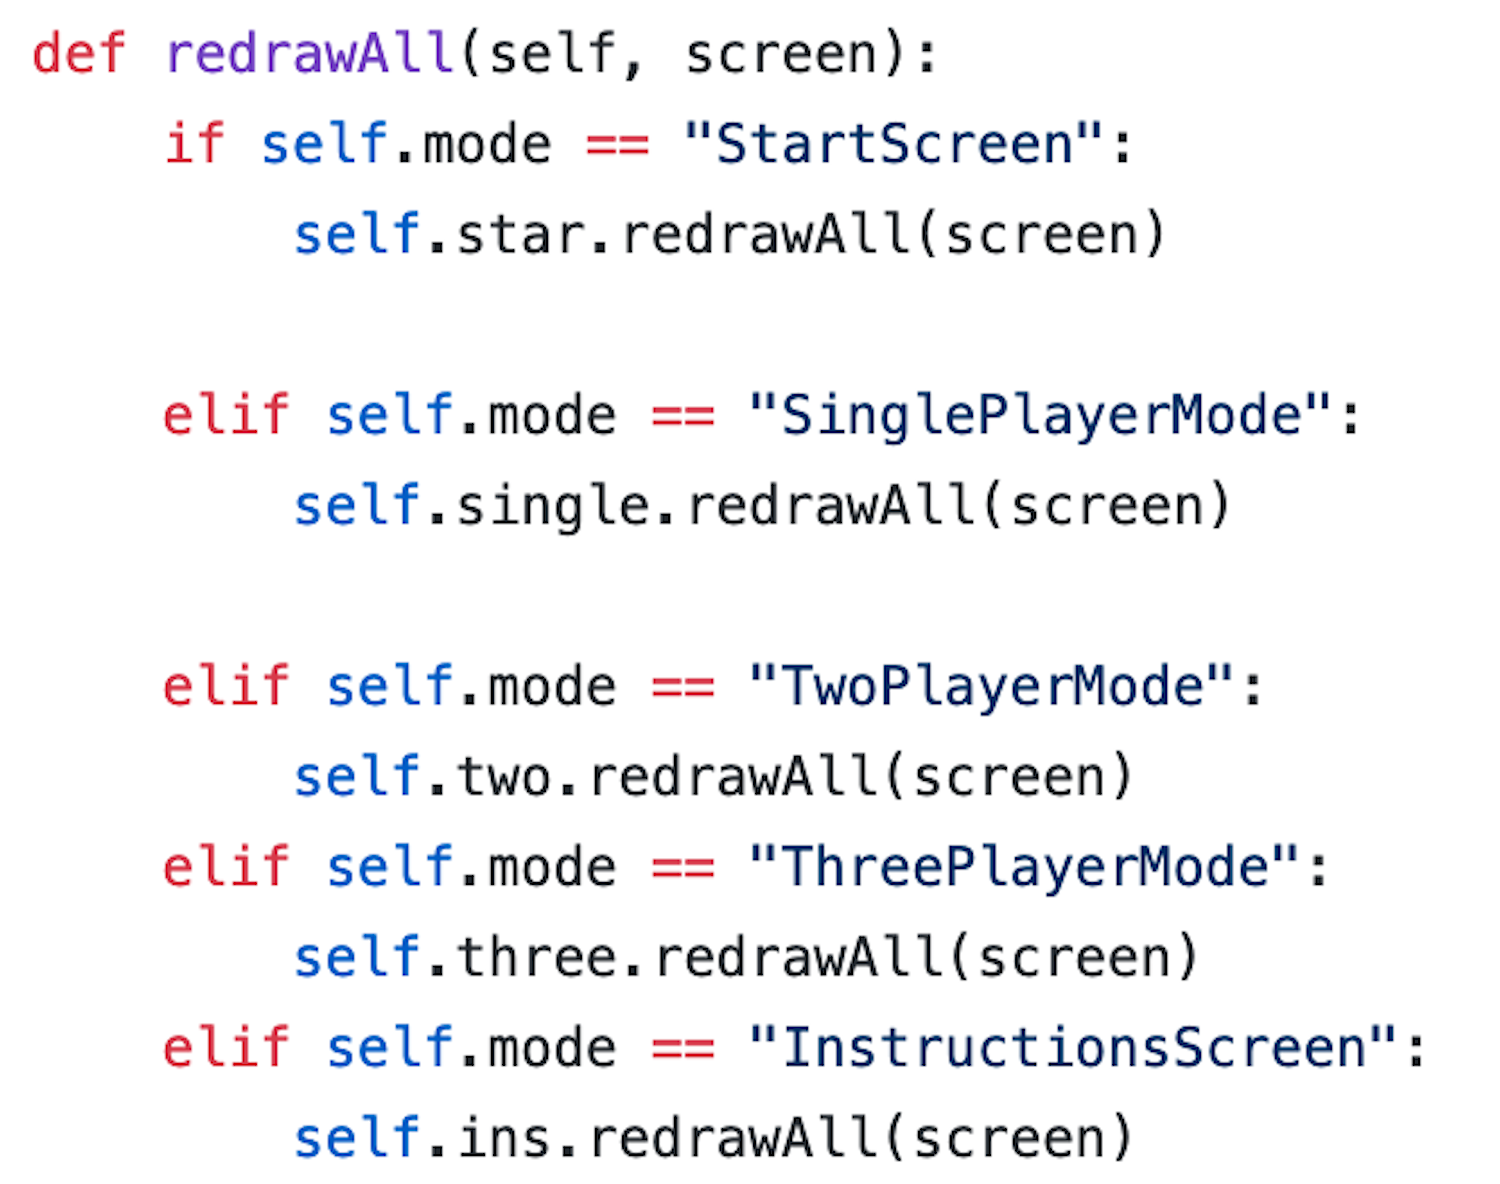 def redrawAll(self, screen):
    if self.mode == "StartScreen":
        self.star.redrawAll(screen)

    elif self.mode == "SinglePlayerMode":
        self.single.redrawAll(screen)

    elif self.mode == "TwoPlayerMode":
        self.two.redrawAll(screen)
    elif self.mode == "ThreePlayerMode":
        self.three.redrawAll(screen)
    elif self.mode == "InstructionsScreen":
        self.ins.redrawAll(screen)